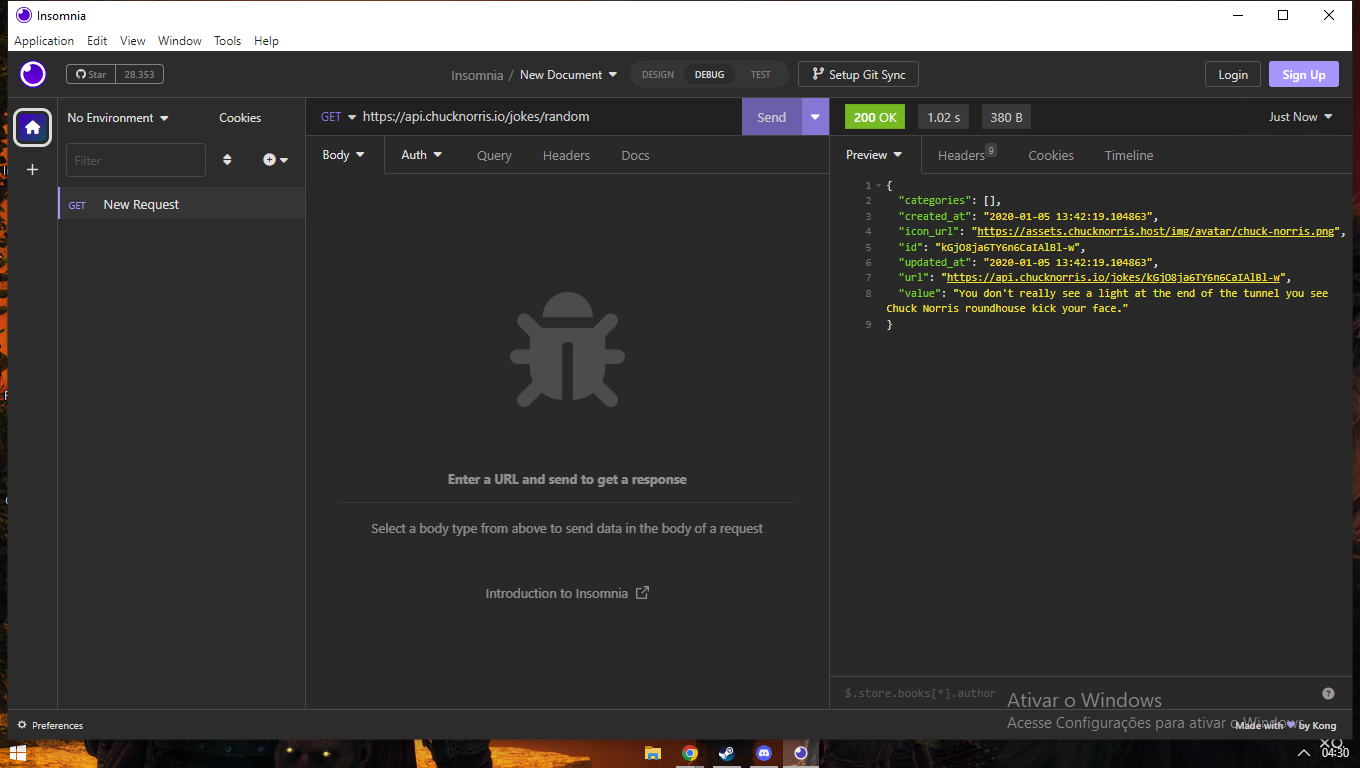 Insomnia
Application Edit View Window Tools Help
Star 28.353
Insomnia / New Document
DESIGN DEBUG TEST
Setup Git Sync
Login
Sign Up
No Environment
Cookies
GET https://api.chucknorris.io/jokes/random
Send
200 OK
1.02 s
380 B
Just Now
Filter
GET New Request
Body
Auth
Query
Headers
Docs
Preview
Headers 9
Cookies
Timeline
1 {
2 "categories": [],
3 "created_at": "2020-01-05 13:42:19.104863",
4 "icon_url": "https://assets.chucknorris.host/img/avatar/chuck-norris.png",
5 "id": "kGjO8ja6TY6n6CaIAlBl-w",
6 "updated_at": "2020-01-05 13:42:19.104863",
7 "url": "https://api.chucknorris.io/jokes/kGjO8ja6TY6n6CaIAlBl-w",
8 "value": "You don't really see a light at the end of the tunnel you see
Chuck Norris roundhouse kick your face."
9 }
Enter a URL and send to get a response
Select a body type from above to send data in the body of a request
Introduction to Insomnia
$.store.books[*].author
Ativar o Windows
Acesse Configurações para ativar o Windows.
Preferences
Made with by Kong
04:30